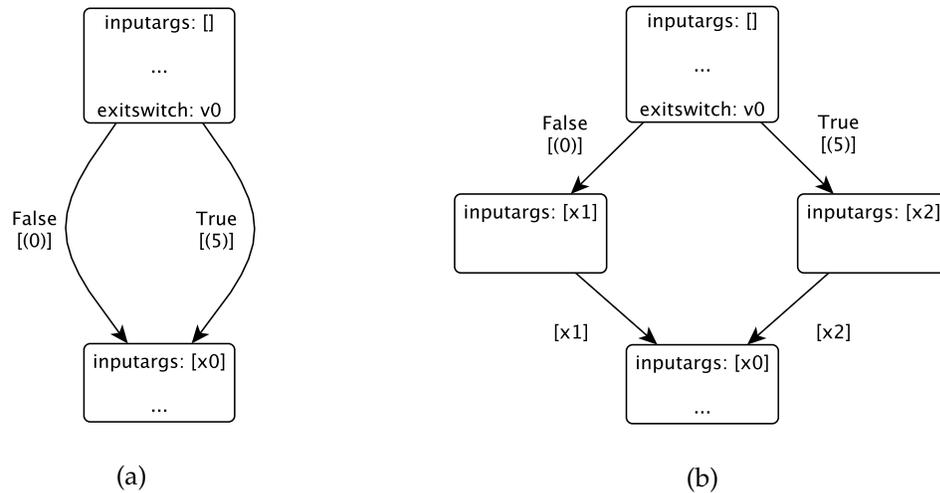 inputargs: []
...
exitswitch: v0
False
[(0)]
True
[(5)]
inputargs: [x0]
...
(a)
inputargs: []
...
exitswitch: v0
False
[(0)]
True
[(5)]
inputargs: [x1]
inputargs: [x2]
[x1]
[x2]
inputargs: [x0]
...
(b)